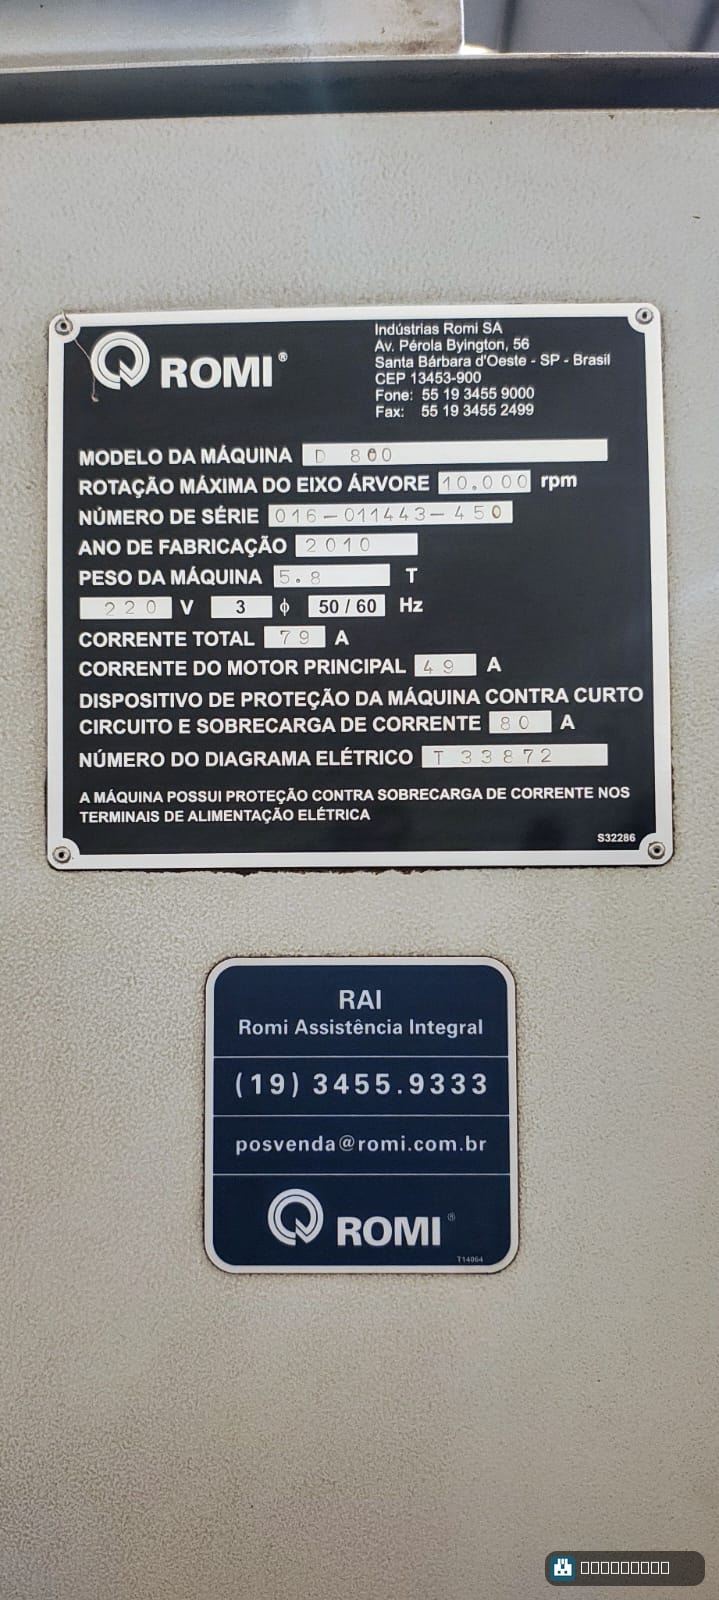 ROMI®
Indústrias Romi SA
Av. Pérola Byington, 56
Santa Bárbara d'Oeste - SP - Brasil
CEP 13453-900
Fone: 55 19 3455 9000
Fax: 55 19 3455 2499
MODELO DA MÁQUINA D 800
ROTAÇÃO MÁXIMA DO EIXO ÁRVORE 10.000 rpm
NÚMERO DE SÉRIE 016-011443-450
ANO DE FABRICAÇÃO 2010
PESO DA MÁQUINA 5.8 T
220 V 3 ϕ 50 / 60 Hz
CORRENTE TOTAL 79 A
CORRENTE DO MOTOR PRINCIPAL 49 A
DISPOSITIVO DE PROTEÇÃO DA MÁQUINA CONTRA CURTO
CIRCUITO E SOBRECARGA DE CORRENTE 80 A
NÚMERO DO DIAGRAMA ELÉTRICO T 33872
A MÁQUINA POSSUI PROTEÇÃO CONTRA SOBRECARGA DE CORRENTE NOS
TERMINAIS DE ALIMENTAÇÃO ELÉTRICA
S32286
RAI
Romi Assistência Integral
(19) 3455.9333
posvenda@romi.com.br
ROMI®
T14064